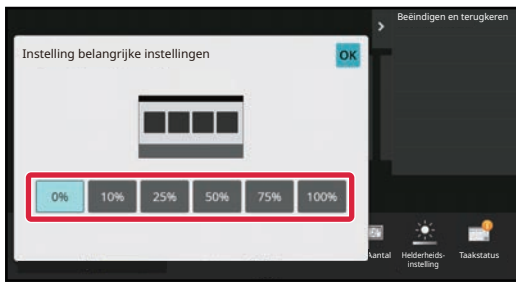 Beëindigen en terugkeren
Instelling belangrijke instellingen
OK
0% 10% 25% 50% 75% 100%
Aantal
Helderheids-
instelling
Taakstatus